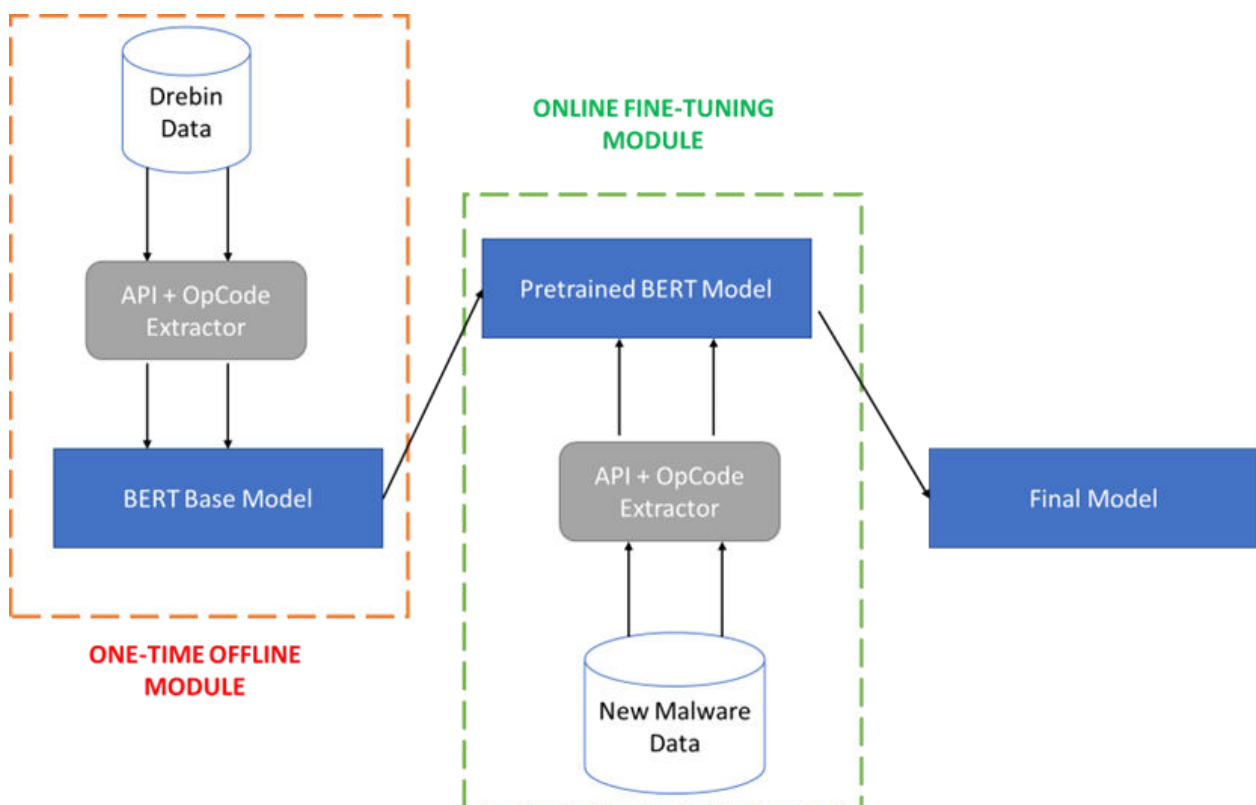 Drebin
Data
API + OpCode
Extractor
BERT Base Model
ONE-TIME OFFLINE
MODULE
ONLINE FINE-TUNING
MODULE
Pretrained BERT Model
API + OpCode
Extractor
New Malware
Data
Final Model